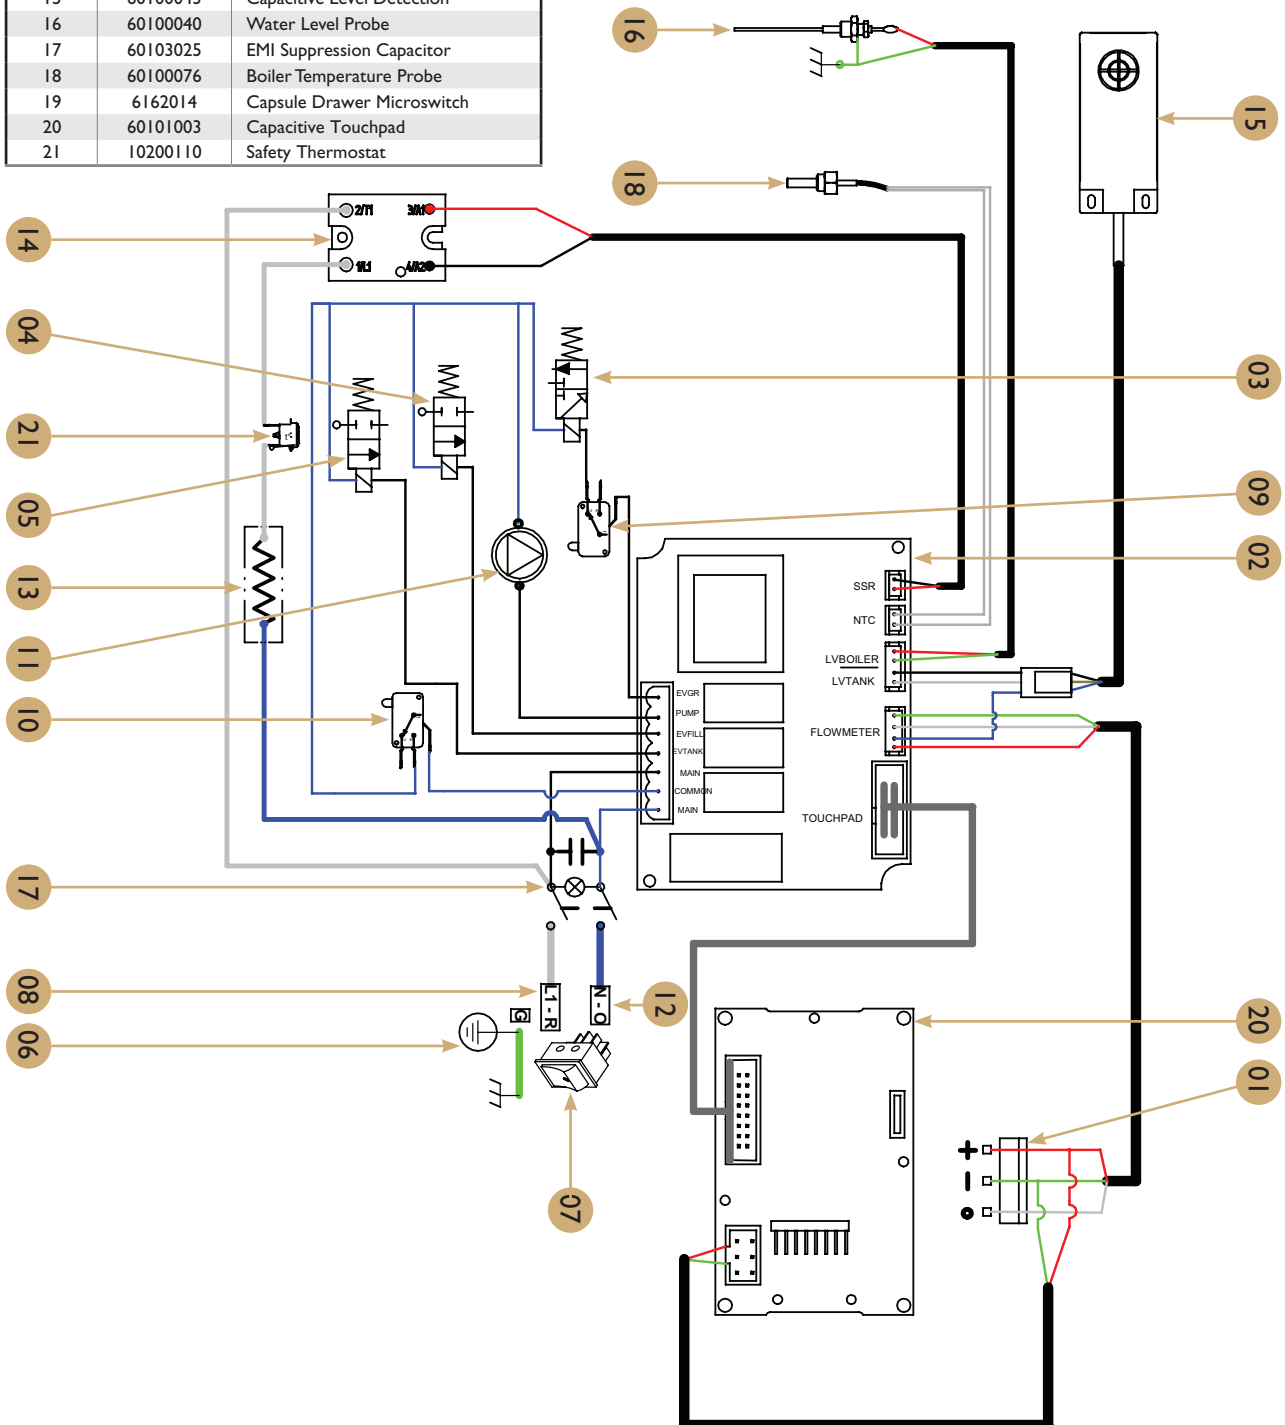 16 60100040 Water Level Probe
17 60103025 EMI Suppression Capacitor
18 60100076 Boiler Temperature Probe
19 6162014 Capsule Drawer Microswitch
20 60101003 Capacitive Touchpad
21 10200110 Safety Thermostat
16
15
18
2/T1 3/A1
14
1/L1 4/A2
04
03
21
09
05
02
SSR
13
NTC
11
LVBOILER
LVTANK
10
EVGR
PUMP
FLOWMETER
EVFILL
EVTANK
MAIN
COMMON
MAIN
TOUCHPAD
17
08
L1 - R
N - O
12
G
06
20
01
+
07